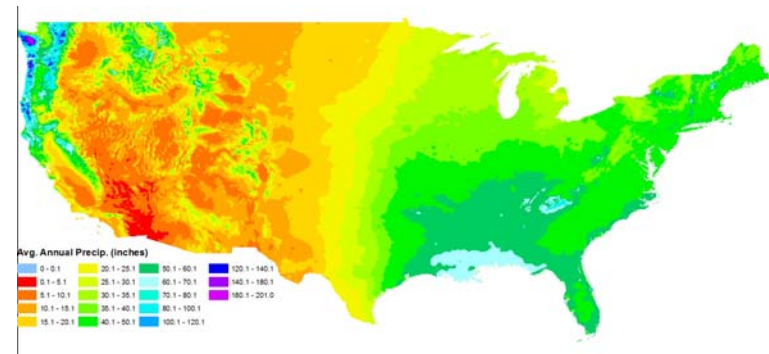 Avg. Annual Precip. (inches)
0 - 0.1 20.1 - 25.1 50.1 - 60.1 120.1 - 140.1
0.1 - 5.1 25.1 - 30.1 60.1 - 70.1 140.1 - 180.1
5.1 - 10.1 30.1 - 35.1 70.1 - 80.1 180.1 - 201.0
10.1 - 15.1 35.1 - 40.1 80.1 - 100.1
15.1 - 20.1 40.1 - 50.1 100.1 - 120.1